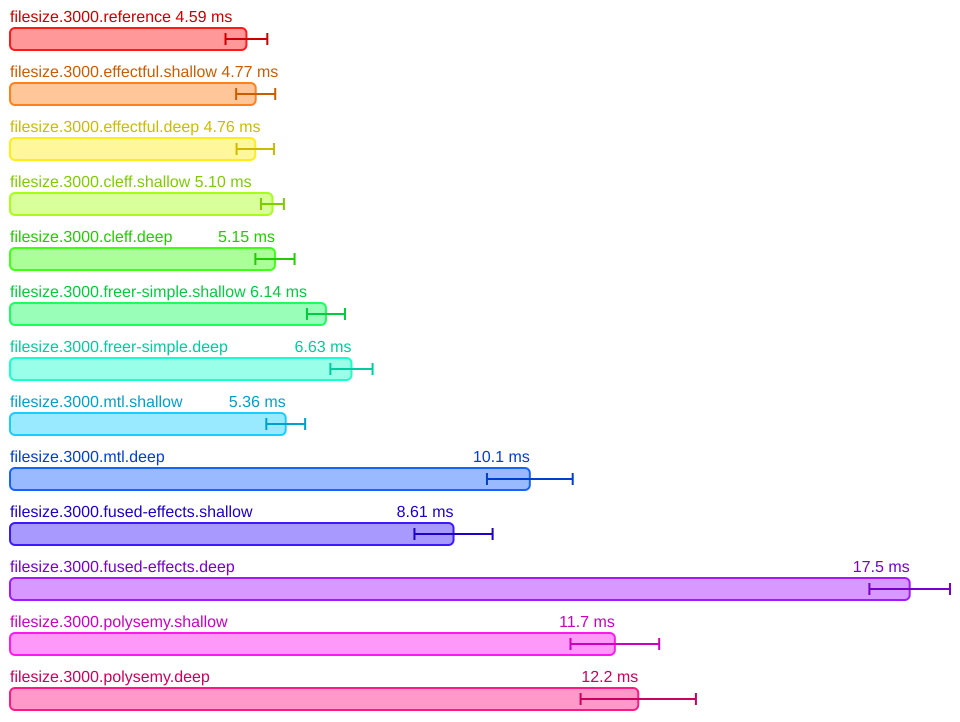 filesize.3000.reference 4.59 ms
filesize.3000.effectful.shallow 4.77 ms
filesize.3000.effectful.deep 4.76 ms
filesize.3000.cleff.shallow 5.10 ms
filesize.3000.cleff.deep 5.15 ms
filesize.3000.freer-simple.shallow 6.14 ms
filesize.3000.freer-simple.deep 6.63 ms
filesize.3000.mtl.shallow 5.36 ms
filesize.3000.mtl.deep 10.1 ms
filesize.3000.fused-effects.shallow 8.61 ms
filesize.3000.fused-effects.deep 17.5 ms
filesize.3000.polysemy.shallow 11.7 ms
filesize.3000.polysemy.deep 12.2 ms